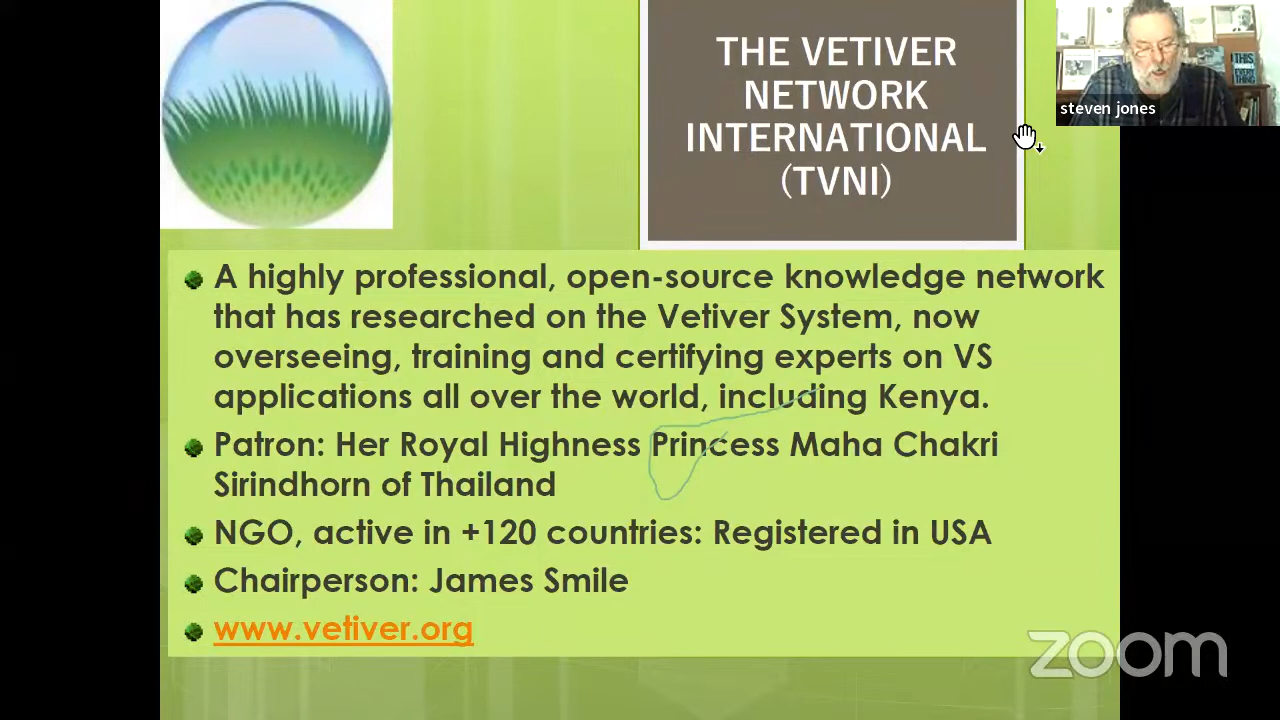 THE VETIVER
NETWORK
INTERNATIONAL
(TVNI)
steven jones
THIS
EVERY
THING
A highly professional, open-source knowledge network
that has researched on the Vetiver System, now
overseeing, training and certifying experts on VS
applications all over the world, including Kenya.
Patron: Her Royal Highness Princess Maha Chakri
Sirindhorn of Thailand
NGO, active in +120 countries: Registered in USA
Chairperson: James Smile
www.vetiver.org
zoom